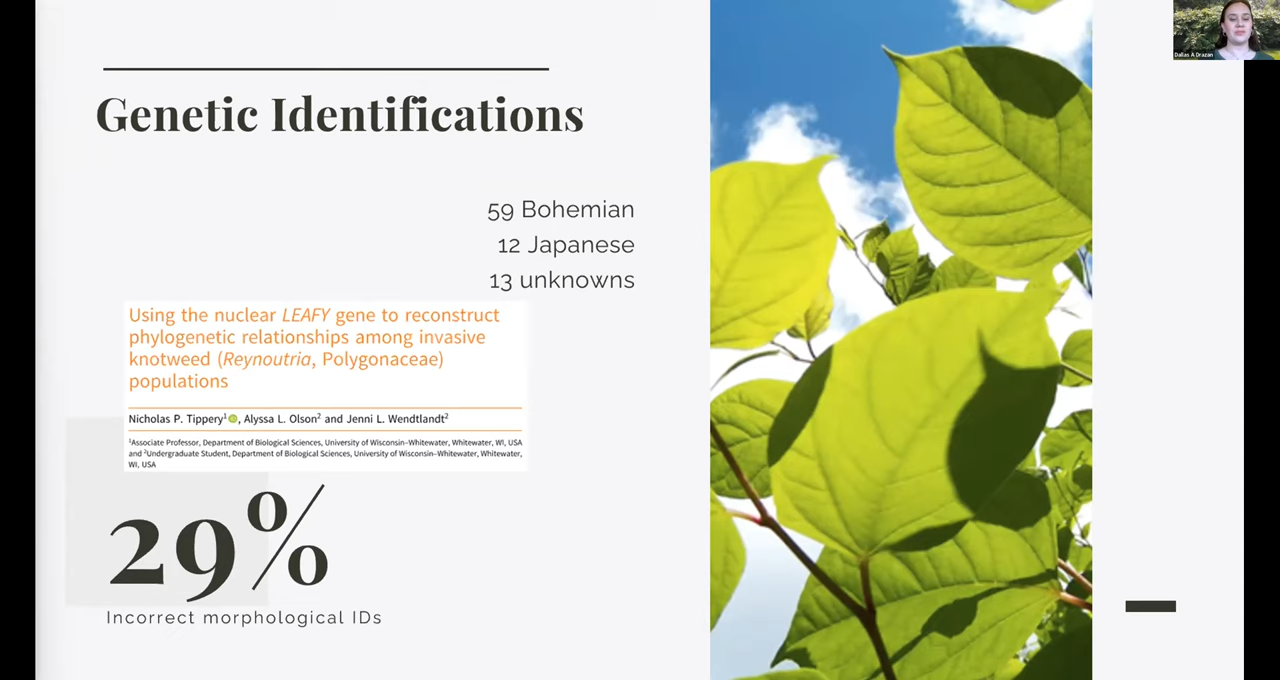 Dallas A Drazan
Genetic Identifications
59 Bohemian
12 Japanese
13 unknowns
Using the nuclear LEAFY gene to reconstruct
phylogenetic relationships among invasive
knotweed (Reynoutria, Polygonaceae)
populations
Nicholas P. Tippery1, Alyssa L. Olson2 and Jenni L. Wendtlandt2
1Associate Professor, Department of Biological Sciences, University of Wisconsin–Whitewater, Whitewater, WI, USA
and 2Undergraduate Student, Department of Biological Sciences, University of Wisconsin–Whitewater, Whitewater,
WI, USA
29%
Incorrect morphological IDs